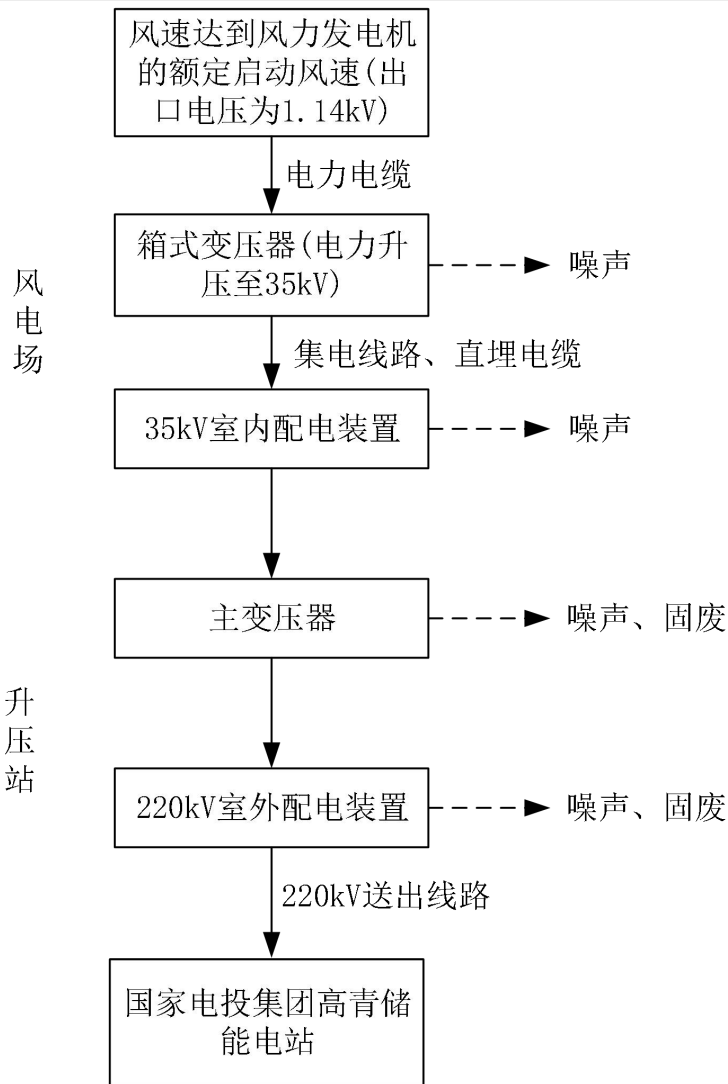 风速达到风力发电机
的额定启动风速(出
口电压为1.14kV)
电力电缆
箱式变压器(电力升
压至35kV)
噪声
风
电
场
集电线路、直埋电缆
35kV室内配电装置
噪声
主变压器
噪声、固废
升
压
站
220kV室外配电装置
噪声、固废
220kV送出线路
国家电投集团高青储
能电站